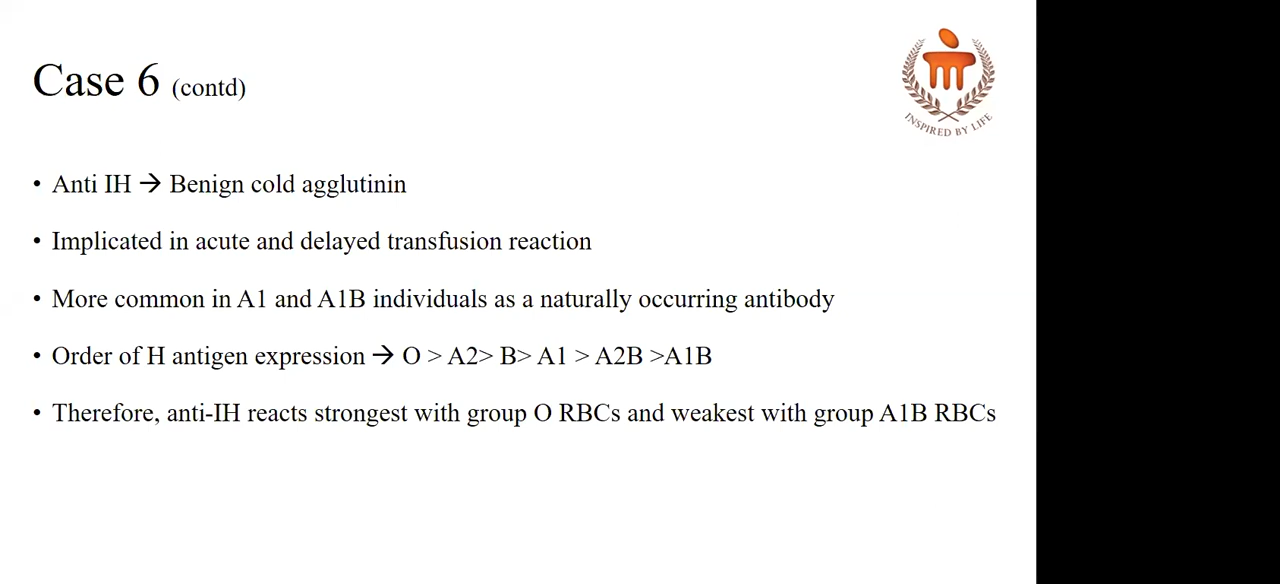 Case 6 (contd)
INSPIRED BY LIFE
• Anti IH → Benign cold agglutinin
• Implicated in acute and delayed transfusion reaction
• More common in A1 and A1B individuals as a naturally occurring antibody
• Order of H antigen expression → O > A2> B> A1 > A2B >A1B
• Therefore, anti-IH reacts strongest with group O RBCs and weakest with group A1B RBCs